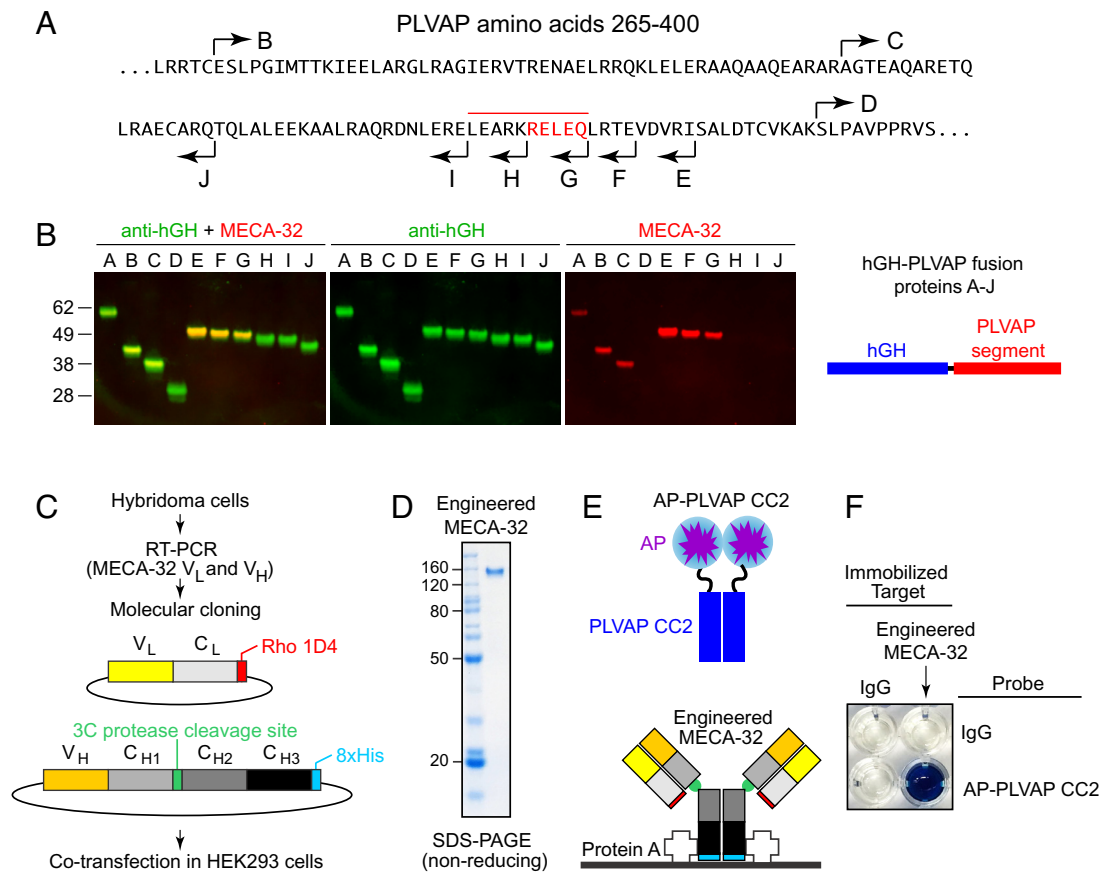 A
PLVAP amino acids 265-400
B
C
...LRRTCESLPGIMTTKIEELARGLRAGIERVTRENAELRRQKLELERAAQAAQEARARAGTEAQARETQ
D
LRAECARQTQLALEEKAALRAQRDNLERELEARKRELEQLRTEVDVRISALDTCVKAKSLPAVPPRVS...
J
I
H
G
F
E
B
anti-hGH + MECA-32
anti-hGH
MECA-32
A B C D E F G H I J
A B C D E F G H I J
A B C D E F G H I J
62
49
38
28
hGH-PLVAP fusion
proteins A-J
hGH
PLVAP
segment
C
Hybridoma cells
RT-PCR
(MECA-32 VL and VH)
Molecular cloning
VL
CL
Rho 1D4
3C protease cleavage site
VH
CH1
CH2
CH3
8xHis
Co-transfection in HEK293 cells
D
Engineered
MECA-32
160
120
80
50
20
SDS-PAGE
(non-reducing)
E
AP-PLVAP CC2
AP
PLVAP CC2
Engineered
MECA-32
Protein A
F
Immobilized
Target
Engineered
MECA-32
IgG
Probe
IgG
AP-PLVAP CC2